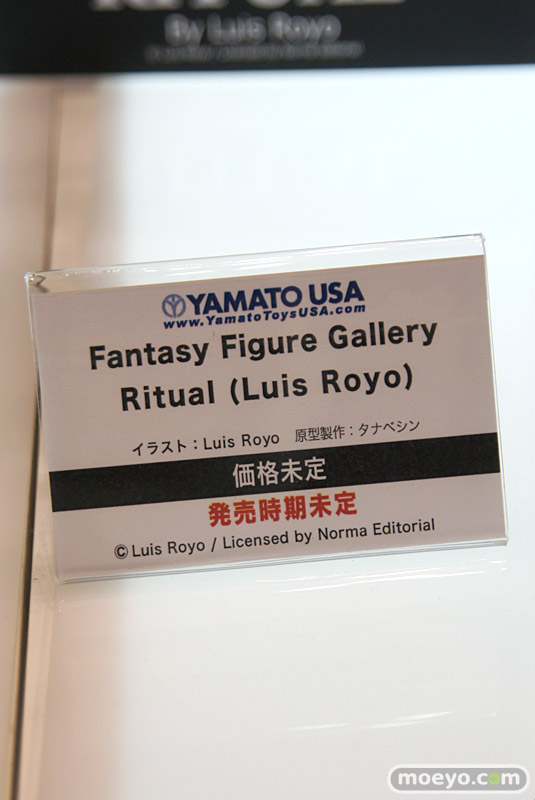 By Luis Royo
YAMATO USA
www.YamatoToysUSA.com
Fantasy Figure Gallery
Ritual (Luis Royo)
イラスト：Luis Royo 原型製作：タナベシン
価格未定
発売時期未定
© Luis Royo / Licensed by Norma Editorial
moeyo.com